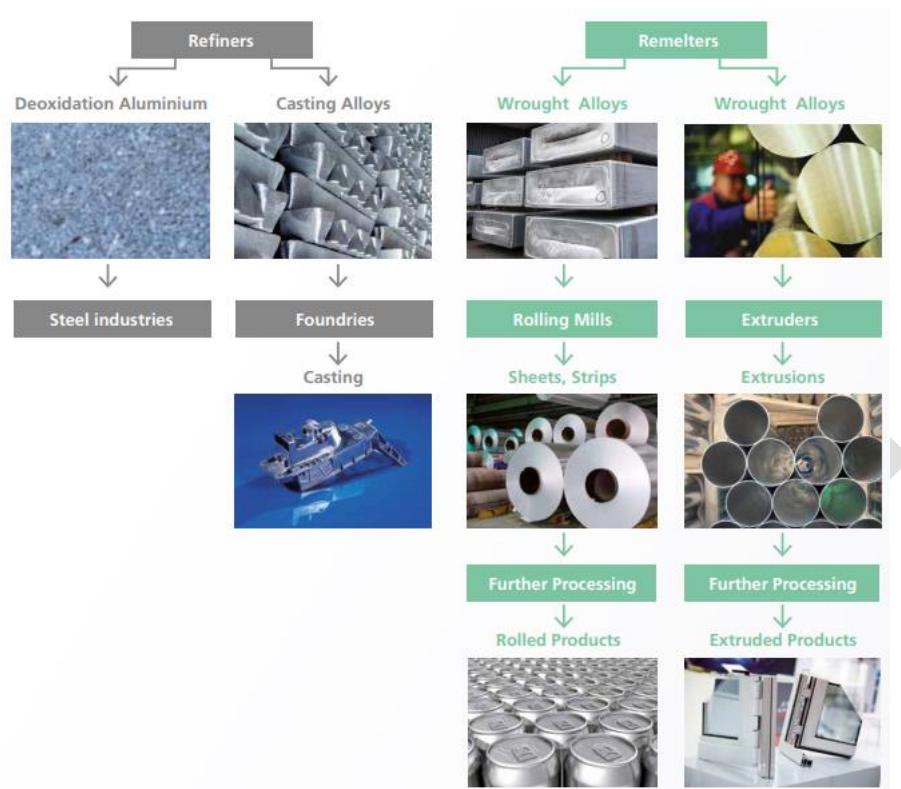 Refiners
Remelters
Deoxidation Aluminium
Casting Alloys
Wrought Alloys
Wrought Alloys
Steel industries
Foundries
Rolling Mills
Extruders
Casting
Sheets, Strips
Extrusions
Further Processing
Further Processing
Rolled Products
Extruded Products